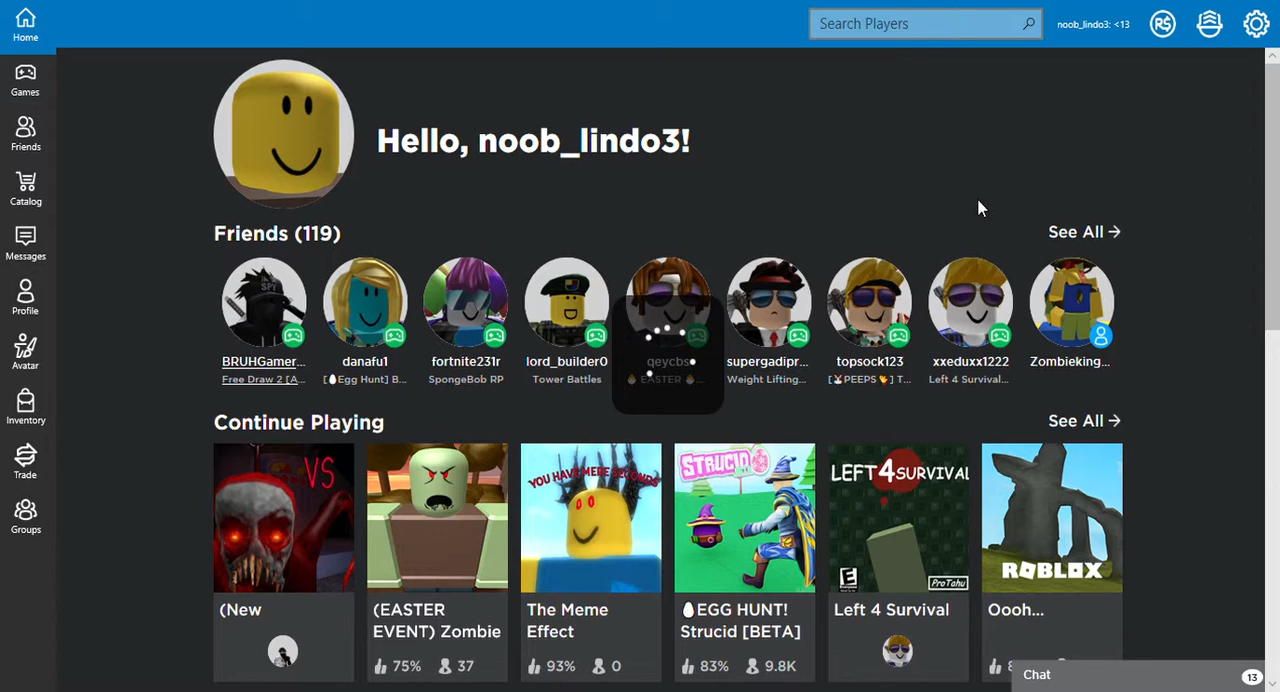 Home
Search Players
noob_lindo3: <13
Games
Friends
Catalog
Messages
Profile
Avatar
Inventory
Trade
Groups
Hello, noob_lindo3!
Friends (119)
See All
SPY
BRUHGamer...
Free Draw 2 [A...
danafu1
[🥚Egg Hunt] B...
fortnite231r
SpongeBob RP
lord_builder0
Tower Battles
qeycbs
🐣 EASTER 🐣...
supergadipr...
Weight Lifting...
topsock123
[🐰PEEPS🐤] T...
xxeduxx1222
Left 4 Survival...
Zombieking...
Continue Playing
See All
VS
(New
(EASTER
EVENT) Zombie
75% 37
YOU HAVE MEME SECONDS
The Meme
Effect
93% 0
STRUCID
🥚EGG HUNT!
Strucid [BETA]
83% 9.8K
LEFT 4 SURVIVAL
E
ProTahu
Left 4 Survival
ROBLOX
Oooh...
Chat
13